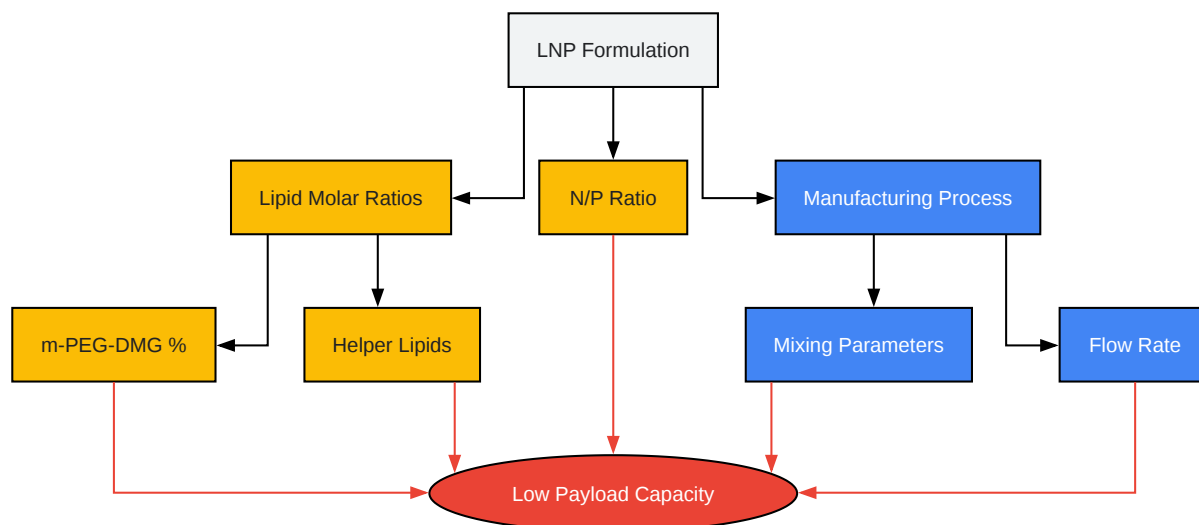 LNP Formulation
Lipid Molar Ratios
N/P Ratio
Manufacturing Process
m-PEG-DMG %
Helper Lipids
Mixing Parameters
Flow Rate
Low Payload Capacity